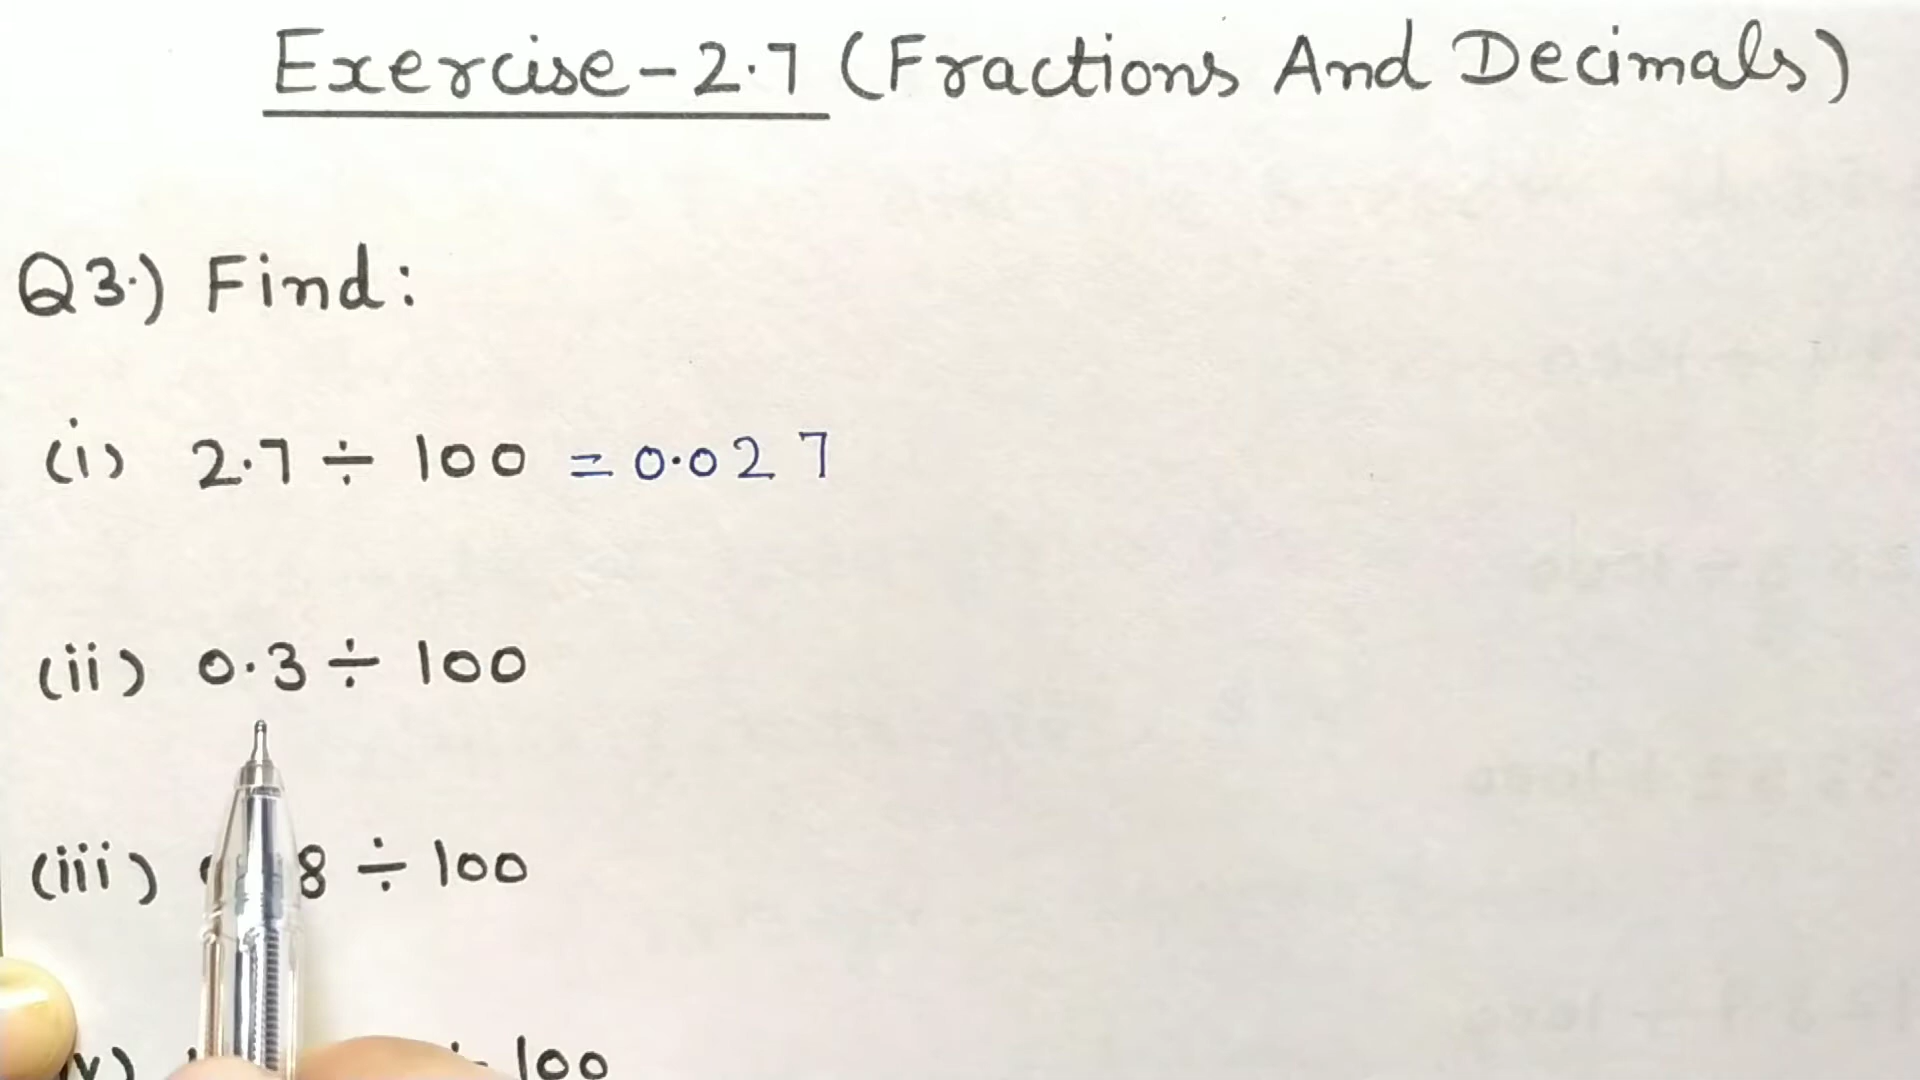 Exercise-2.7 (Fractions And Decimals)
Q3.) Find:
(i) 2.7 ÷ 100 = 0.027
(ii) 0.3 ÷ 100
(iii) 8 ÷ 100
100